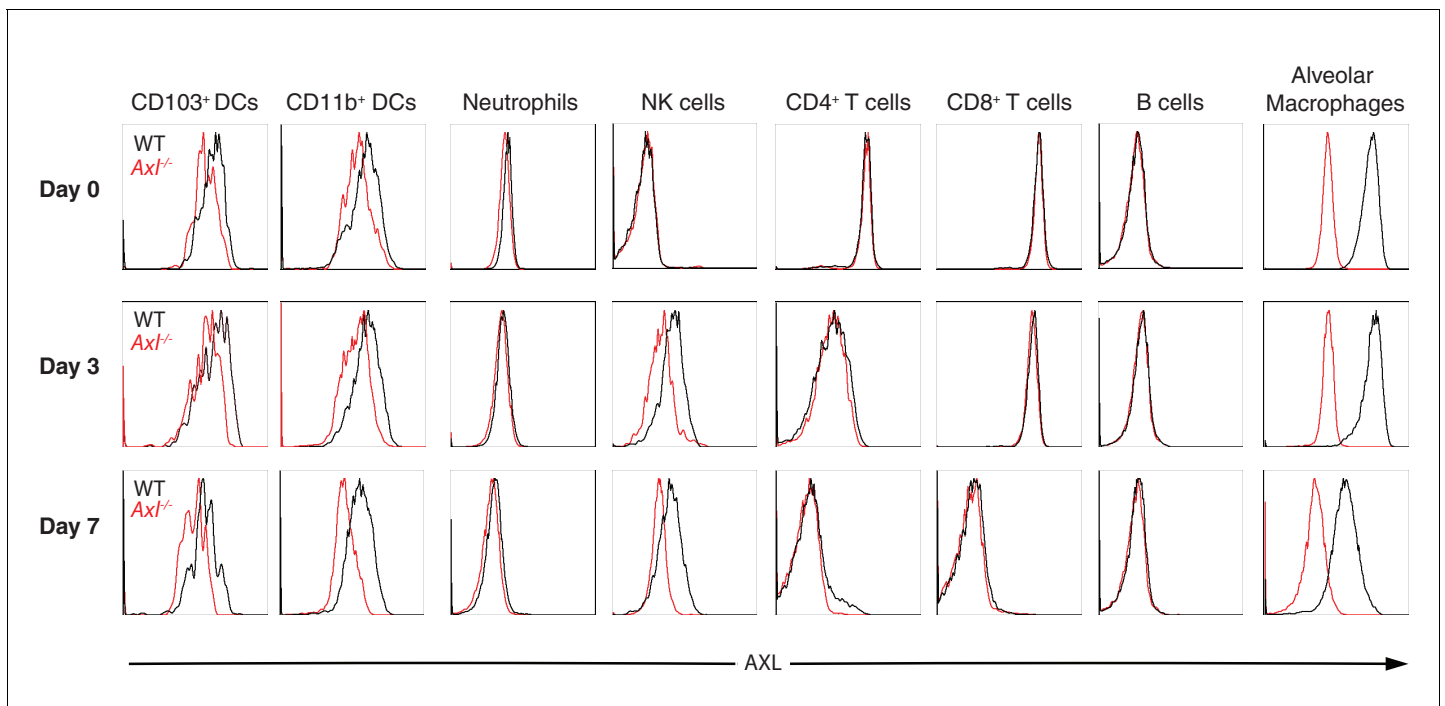 Alveolar
CD103⁺ DCs CD11b⁺ DCs Neutrophils NK cells CD4⁺ T cells CD8⁺ T cells B cells Macrophages
WT
Axl⁻/⁻
Day 0
WT
Axl⁻/⁻
Day 3
WT
Axl⁻/⁻
Day 7
AXL